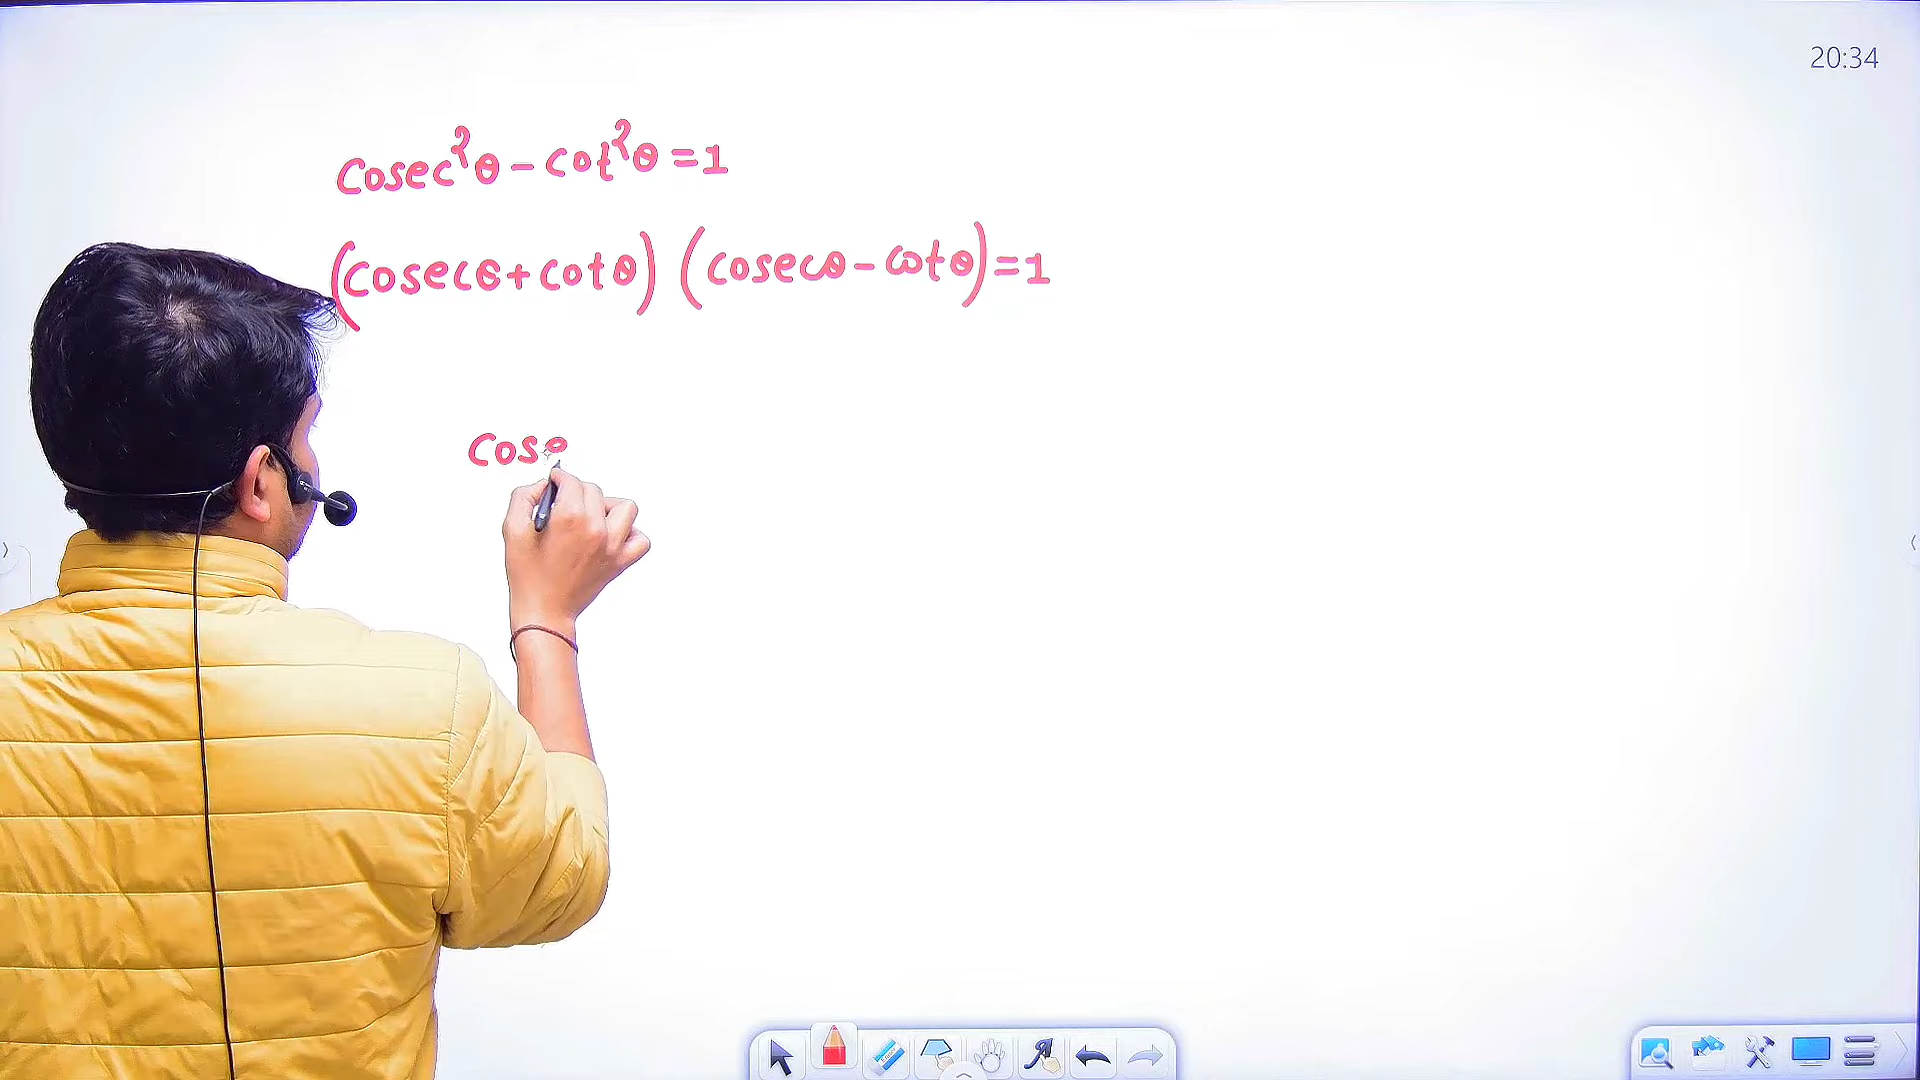 20:34
cosec²θ - cot²θ = 1
(cosecθ + cotθ) (cosecθ - cotθ) = 1
cose